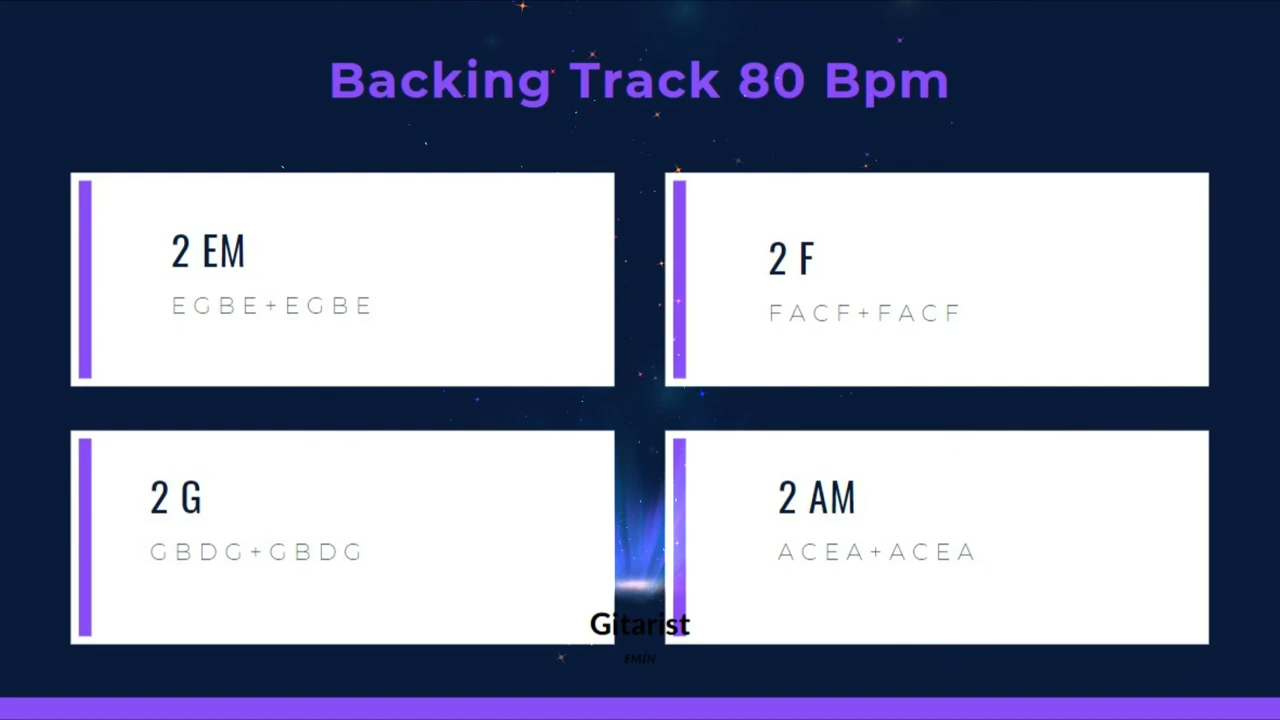 Backing Track 80 Bpm
2 EM
EGBE+EGBE
2 F
FACF+FACF
2 G
GBDG+GBDG
2 AM
ACEA+ACEA
Gitarist
EMİN